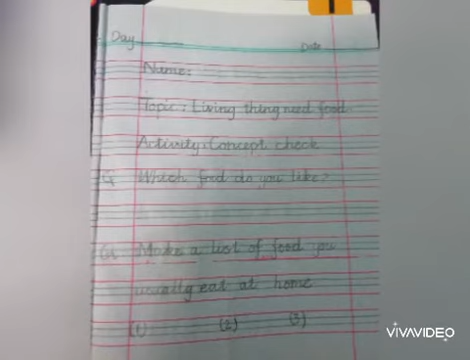 Day
Date
Name:
Topic: Living thing need food.
Activity: Concept check
Q. Which food do you like?
Q1. Make a list of food you
usually eat at home
(1) (2) (3)
VIVAVIDEO